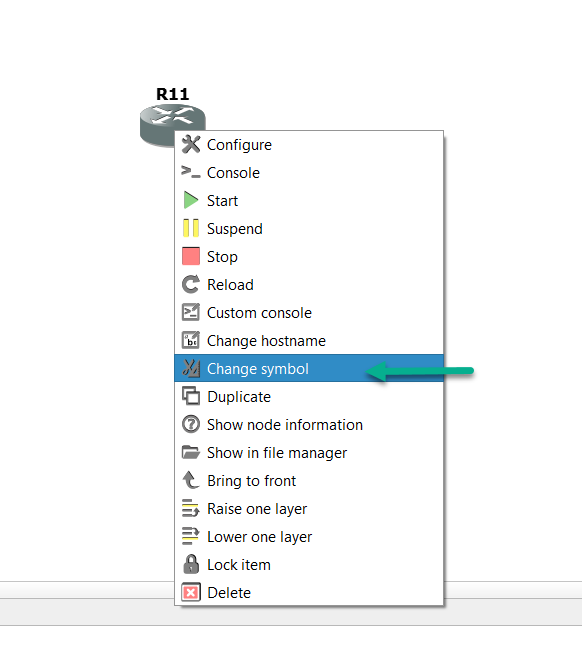 R11
Configure
Console
Start
Suspend
Stop
Reload
Custom console
Change hostname
Change symbol
Duplicate
Show node information
Show in file manager
Bring to front
Raise one layer
Lower one layer
Lock item
Delete